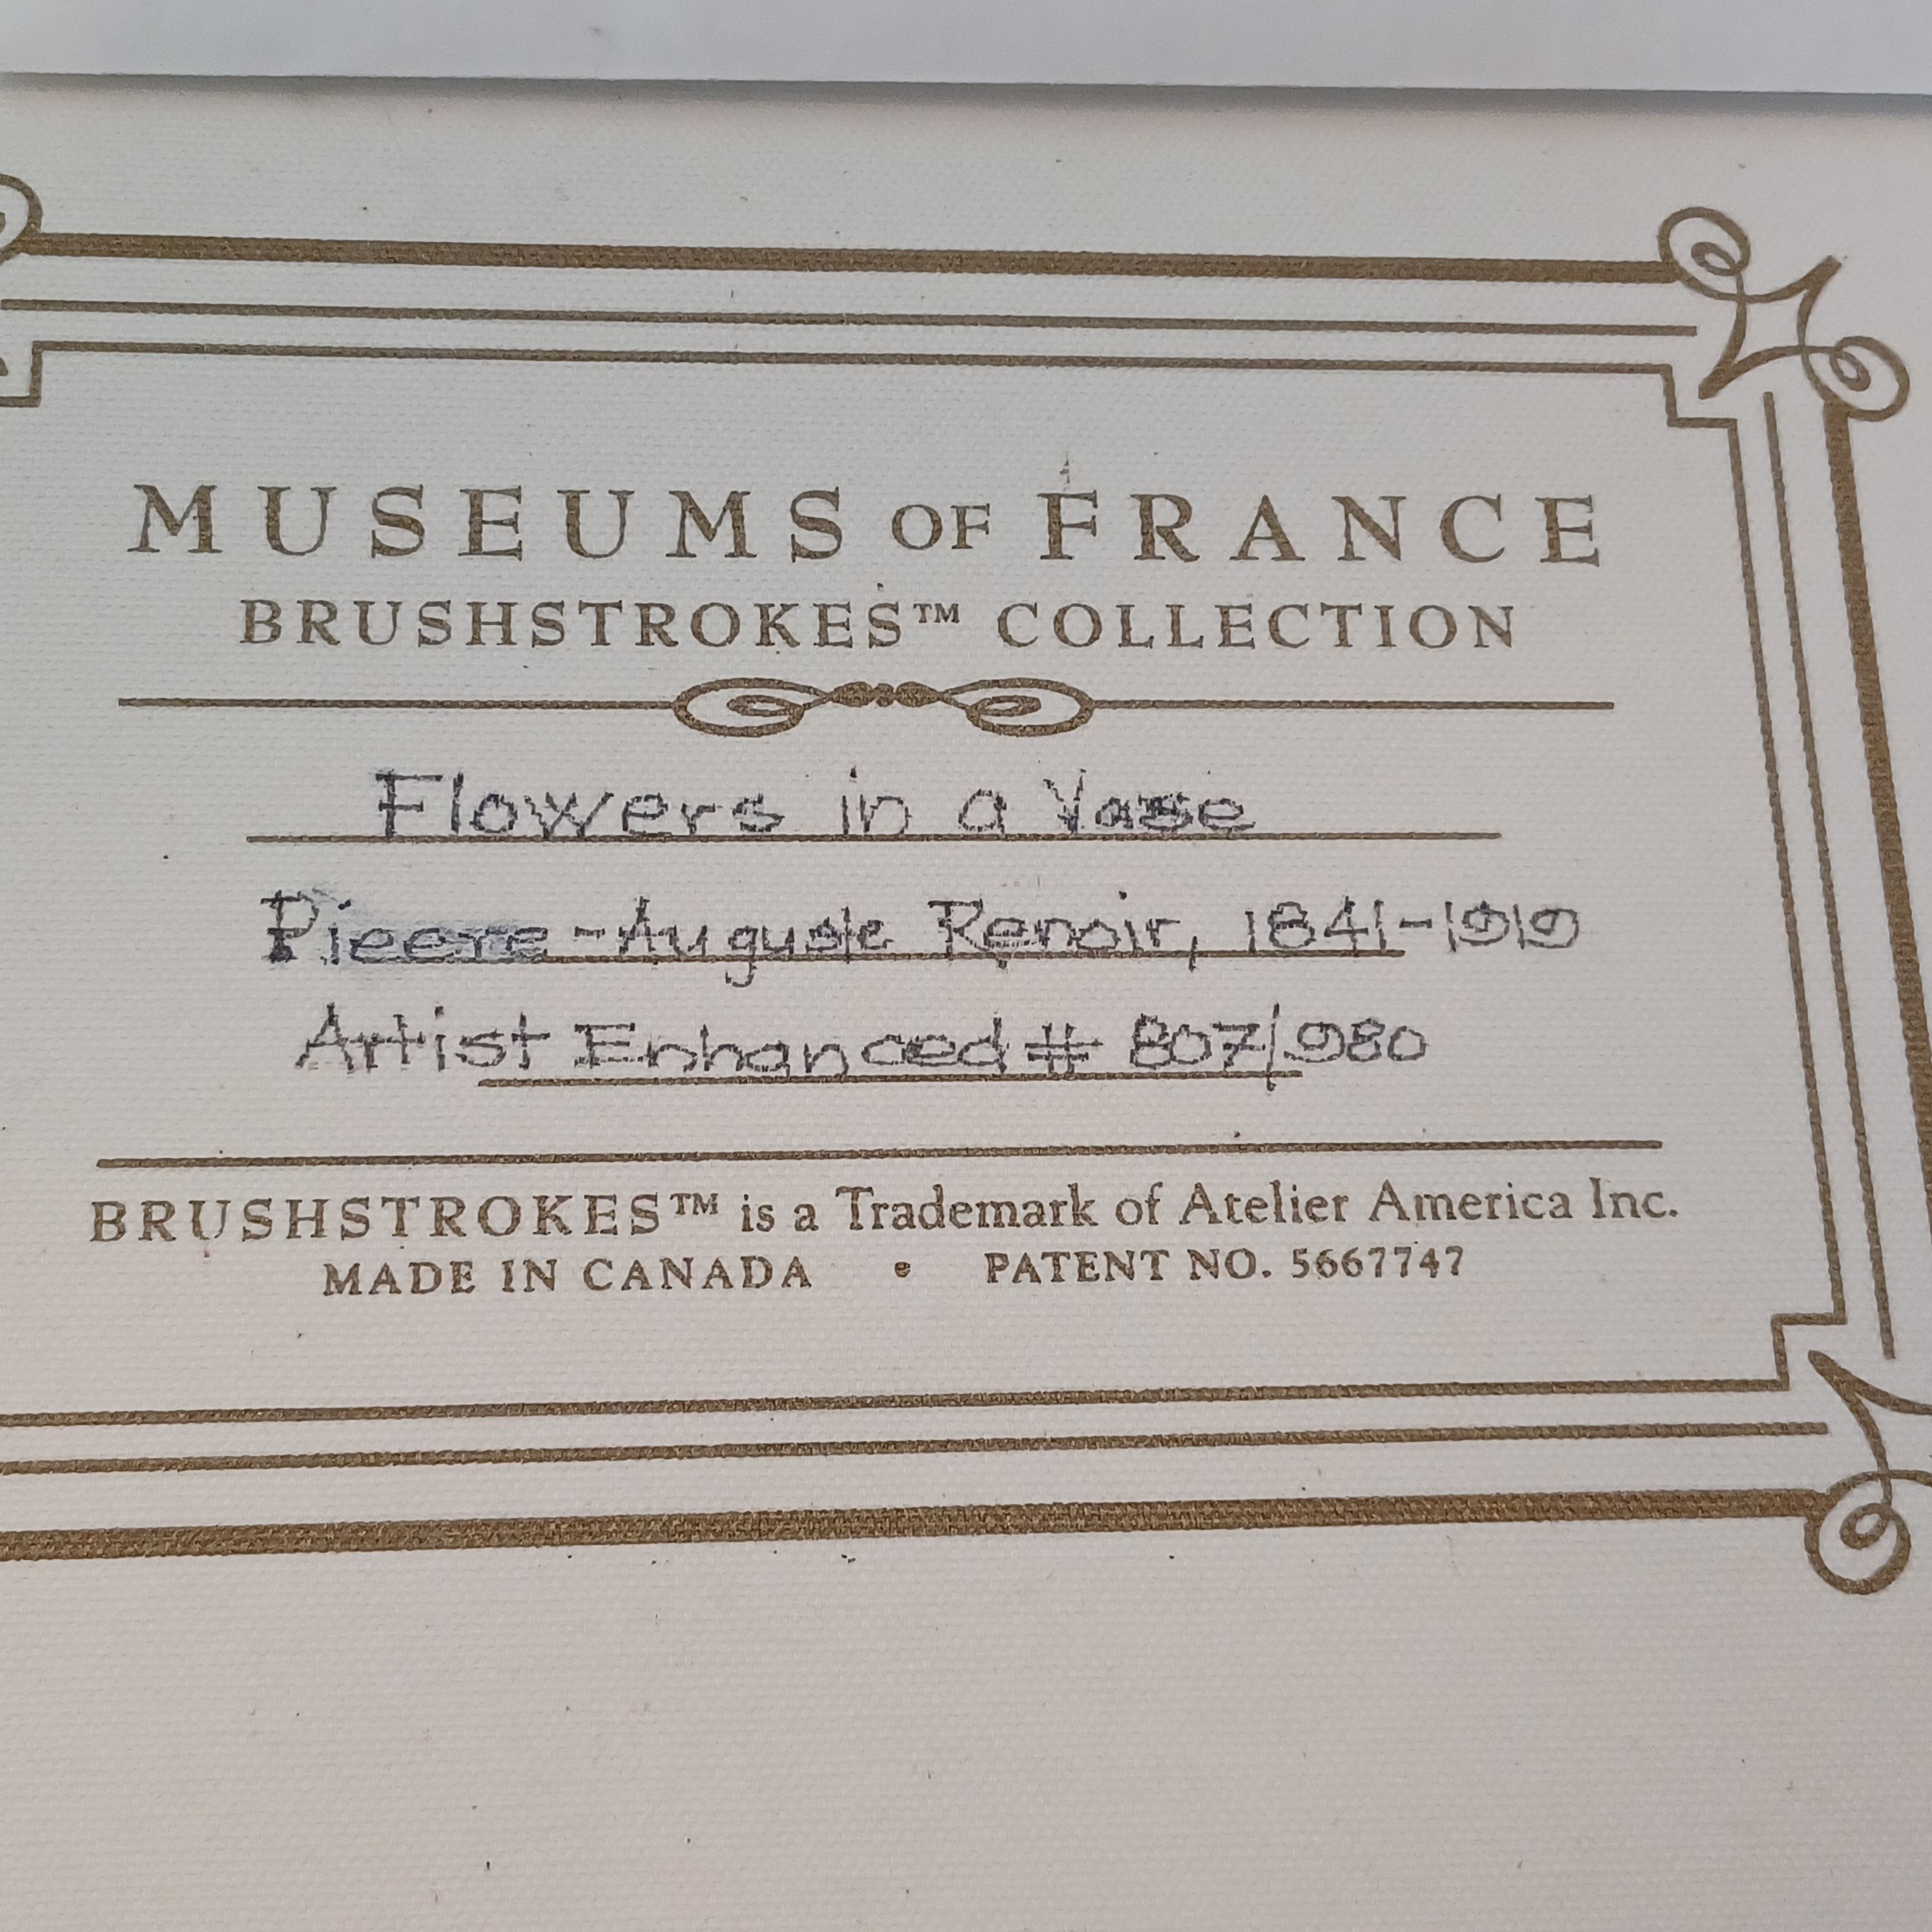 MUSEUMS OF FRANCE
BRUSHSTROKES™ COLLECTION
Flowers in a Vase
Pieere-Auguste Renoir, 1841-1919
Artist Enhanced # 807/980
BRUSHSTROKES™ is a Trademark of Atelier America Inc.
MADE IN CANADA • PATENT NO. 5667747